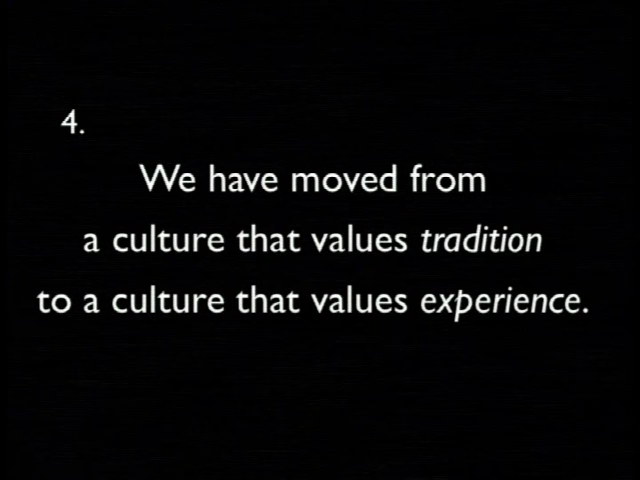 4.
We have moved from
a culture that values tradition
to a culture that values experience.